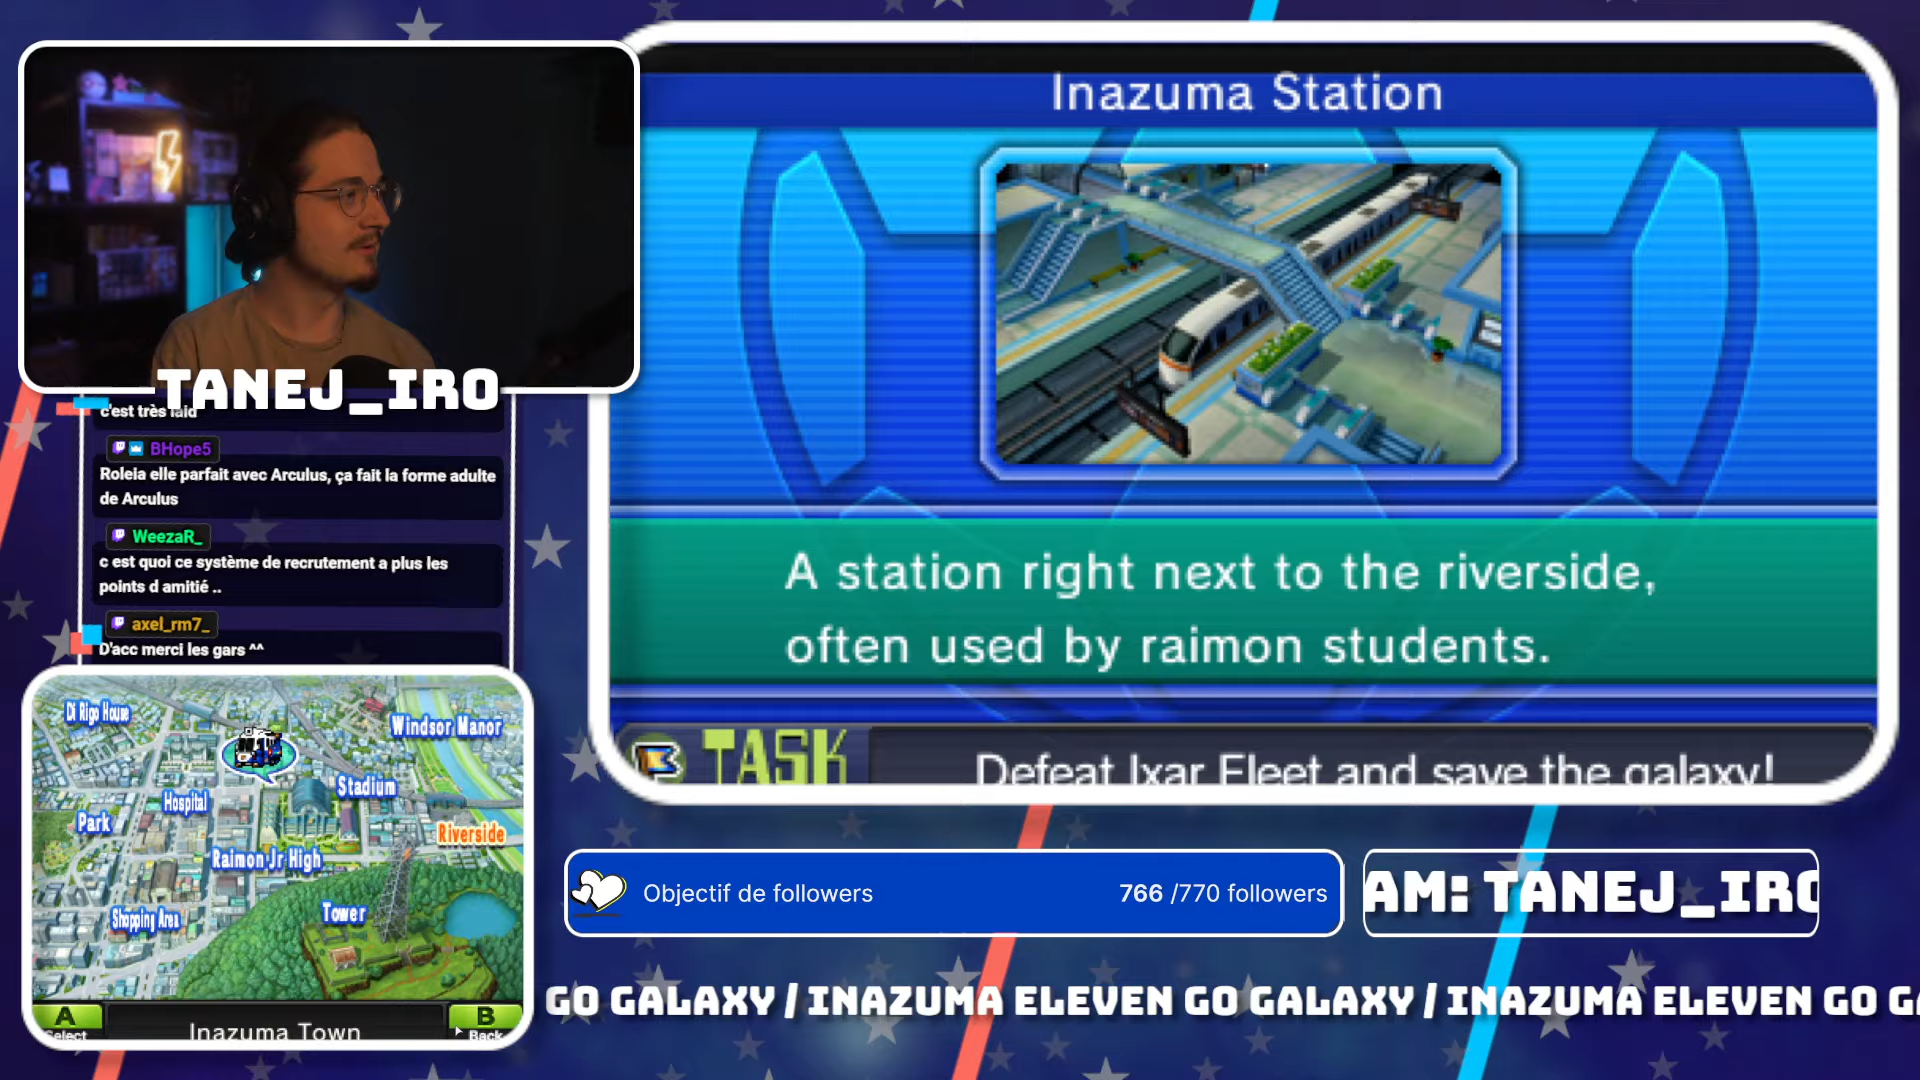 Inazuma Station
A station right next to the riverside,
often used by raimon students.
TASK
Defeat Ixar Fleet and save the galaxy!
TANEJ_IRO
c'est très laid
BHope5
Roleia elle parfait avec Arculus, ça fait la forme adulte
de Arculus
WeezaR_
c est quoi ce système de recrutement a plus les
points d amitié ..
axel_rm7_
D'acc merci les gars ^^
Di Rigo House
Windsor Manor
Hospital
Stadium
Park
Riverside
Raimon Jr High
Shopping Area
Tower
A
Select
Inazuma Town
B
Back
Objectif de followers
766 /770 followers
AM: TANEJ_IRO
GO GALAXY / INAZUMA ELEVEN GO GALAXY / INAZUMA ELEVEN GO GA